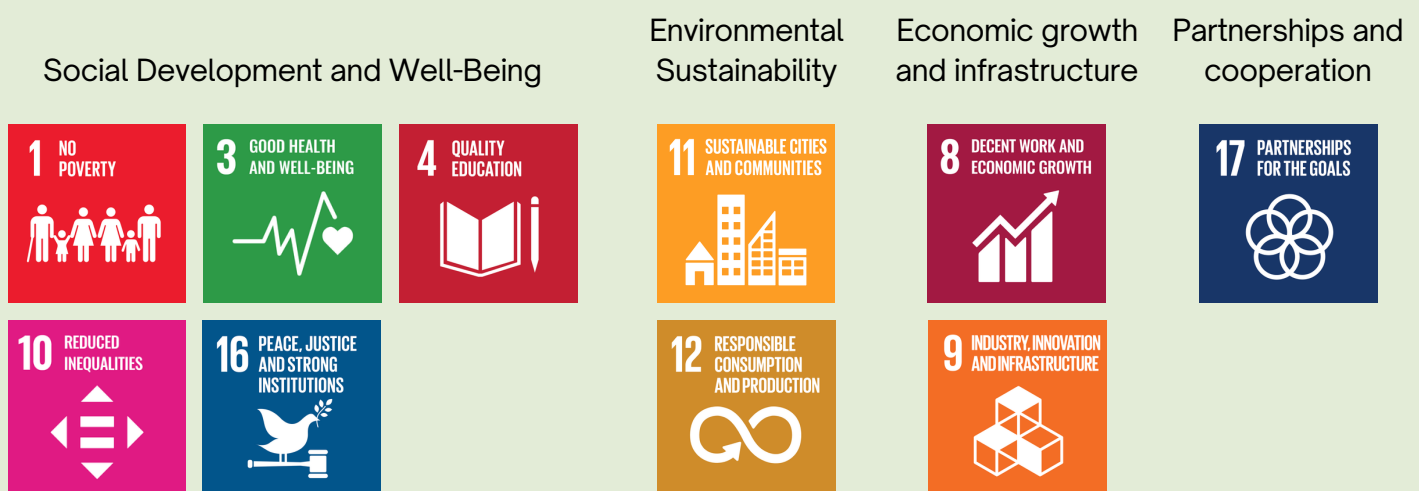 Social Development and Well-Being
Environmental
Sustainability
Economic growth
and infrastructure
Partnerships and
cooperation
1 NO
POVERTY
3 GOOD HEALTH
AND WELL-BEING
4 QUALITY
EDUCATION
11 SUSTAINABLE CITIES
AND COMMUNITIES
8 DECENT WORK AND
ECONOMIC GROWTH
17 PARTNERSHIPS
FOR THE GOALS
10 REDUCED
INEQUALITIES
16 PEACE, JUSTICE
AND STRONG
INSTITUTIONS
12 RESPONSIBLE
CONSUMPTION
AND PRODUCTION
9 INDUSTRY, INNOVATION
AND INFRASTRUCTURE